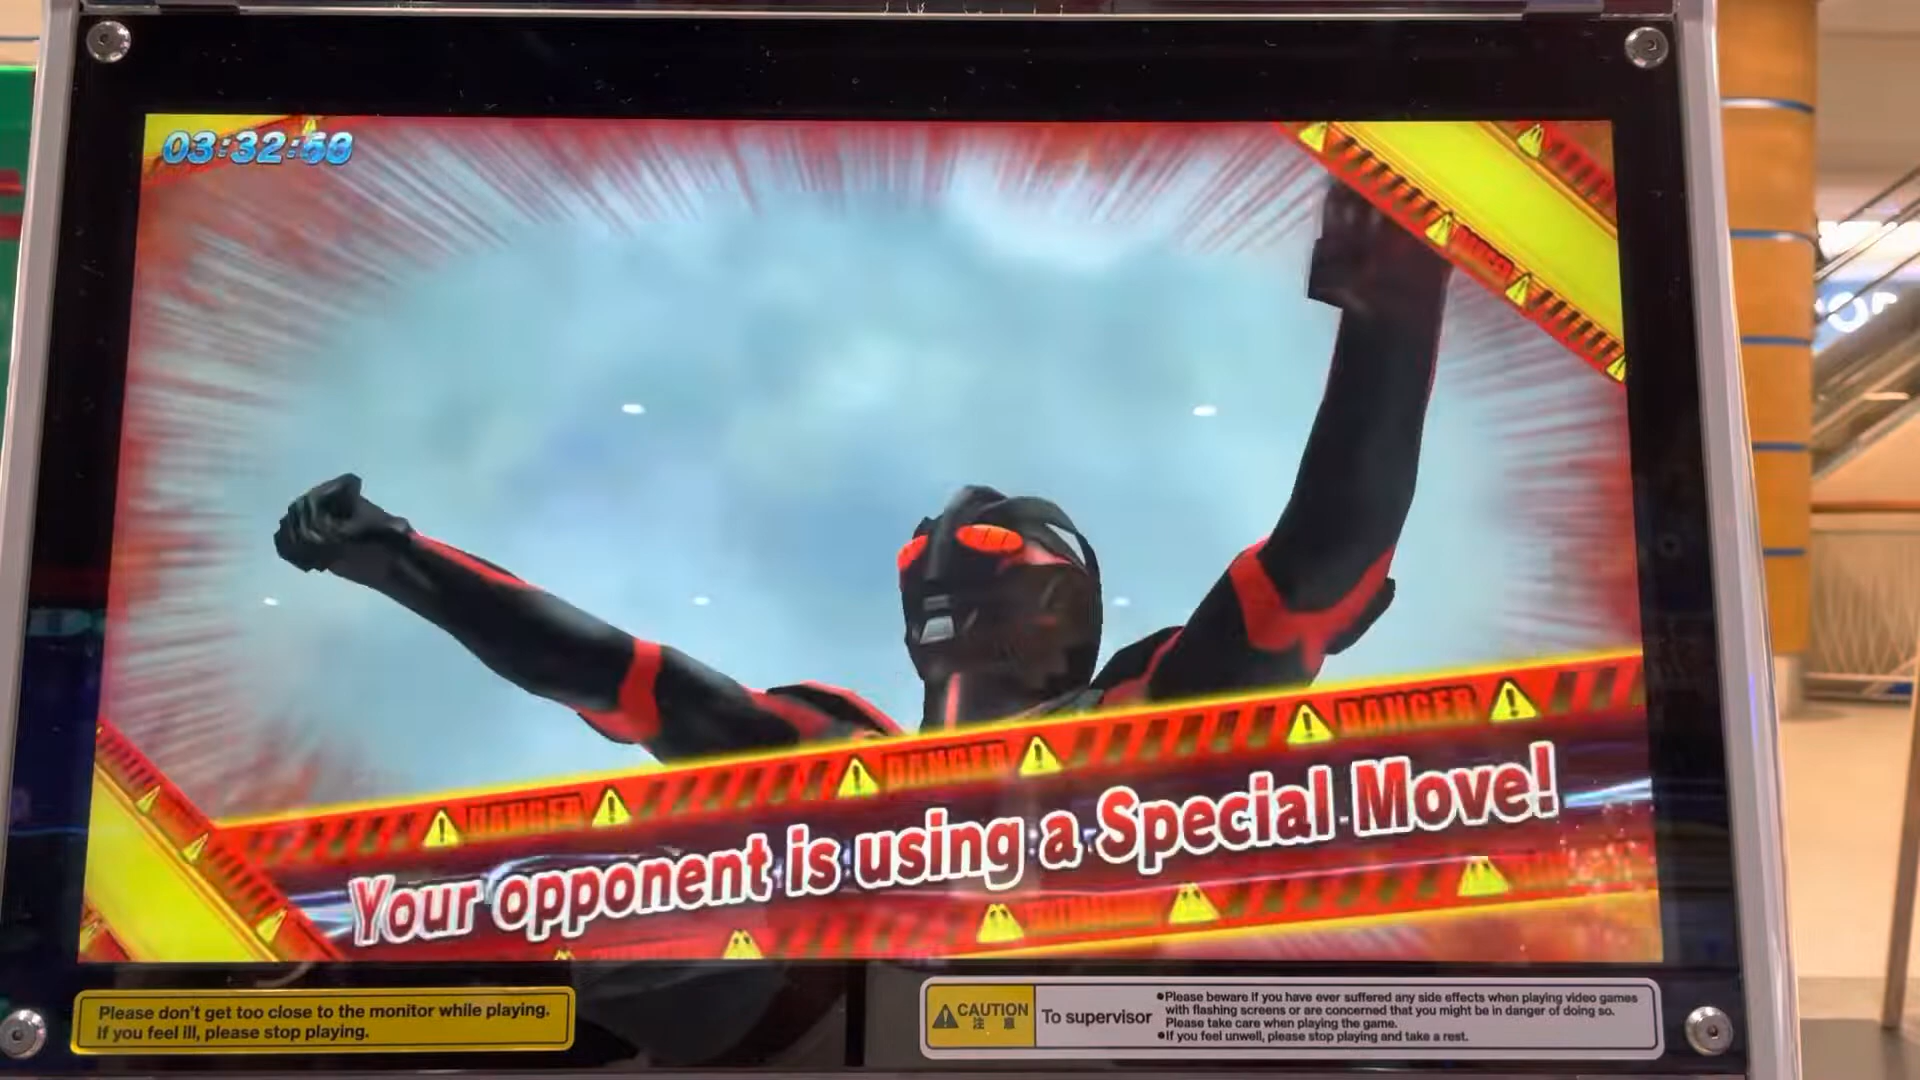 03:32:
DANGER
DANGER
DANGER
DANGER
Your opponent is using a Special Move!
Please don't get too close to the monitor while playing.
If you feel ill, please stop playing.
CAUTION
注 意
To supervisor
•Please beware if you have ever suffered any side effects when playing video games
with flashing screens or are concerned that you might be in danger of doing so.
Please take care when playing the game.
•If you feel unwell, please stop playing and take a rest.